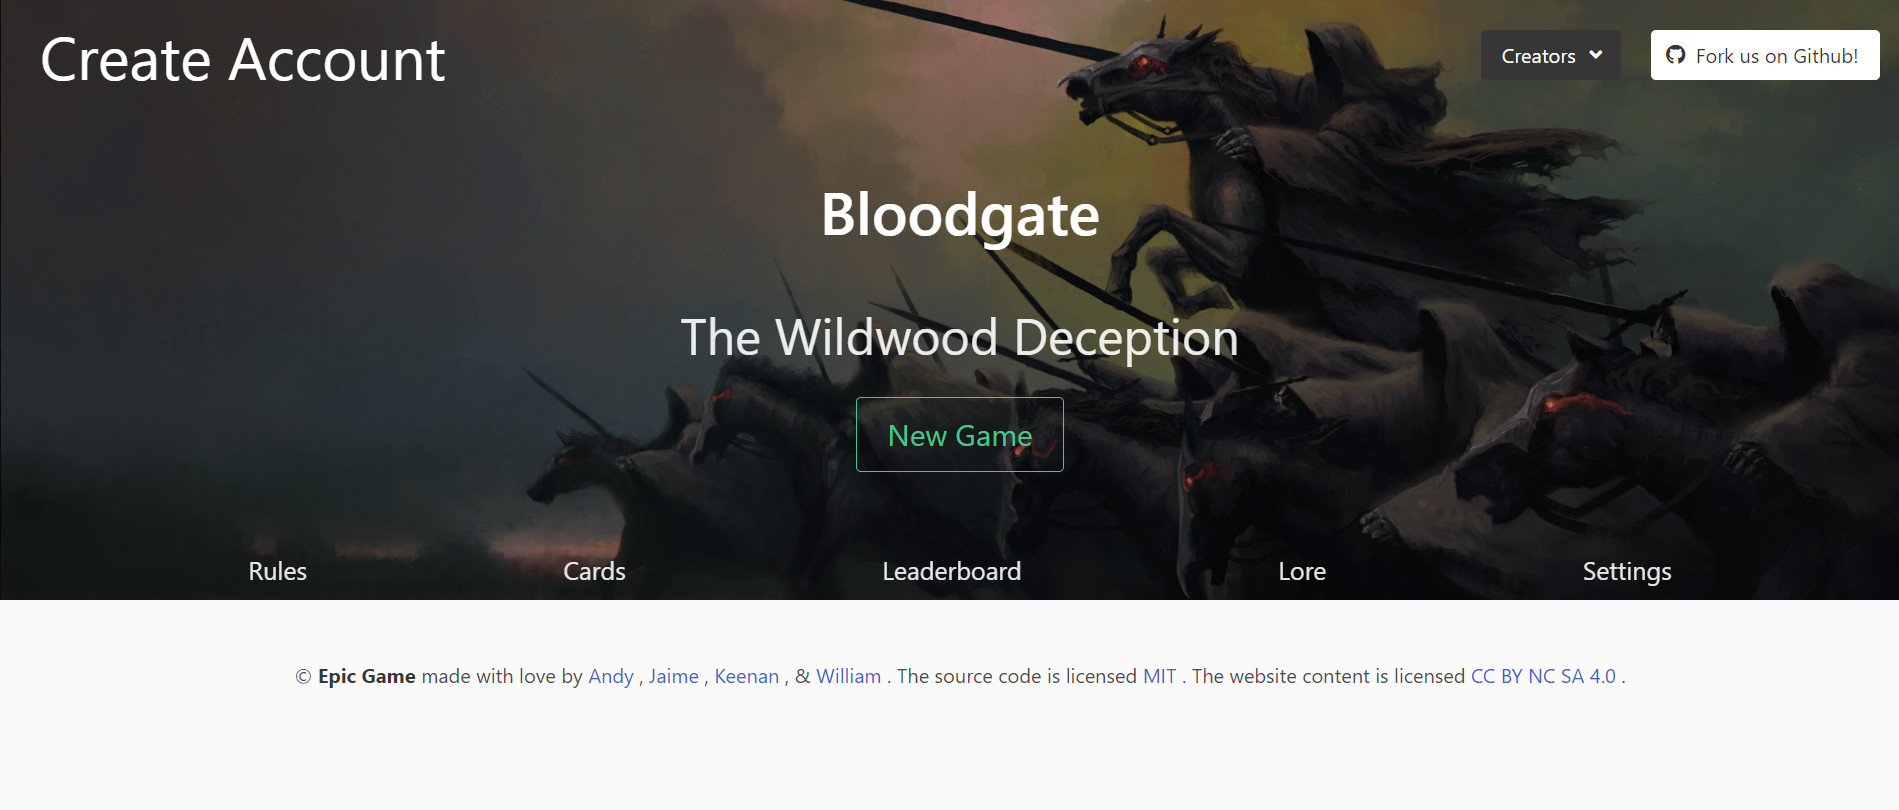 Create Account
Creators
Fork us on Github!
Bloodgate
The Wildwood Deception
New Game
Rules
Cards
Leaderboard
Lore
Settings
© Epic Game made with love by Andy , Jaime , Keenan , & William . The source code is licensed MIT . The website content is licensed CC BY NC SA 4.0 .